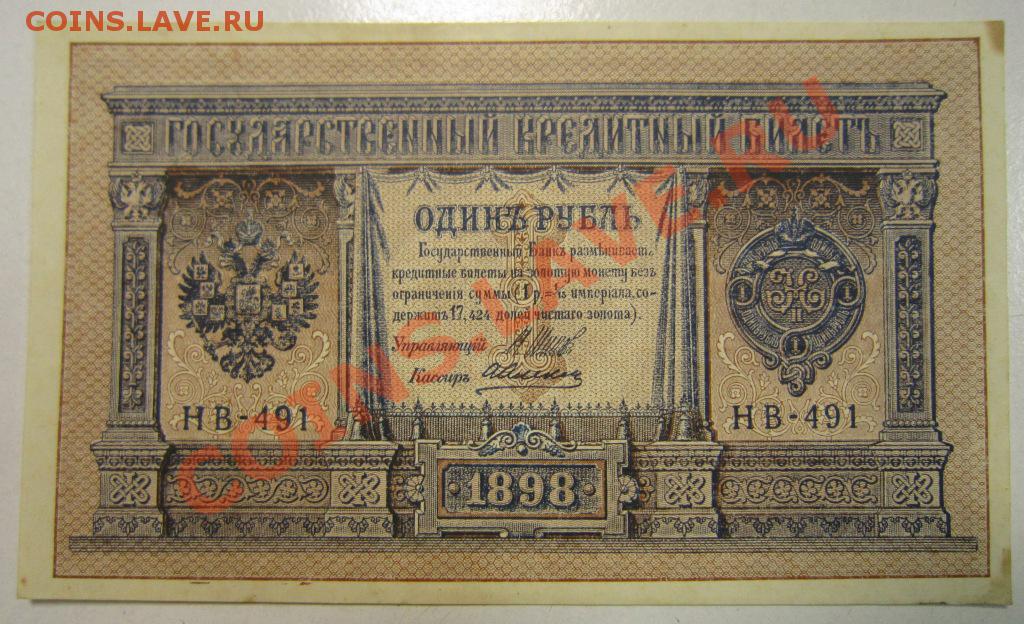 COINS.LAVE.RU
ГОСУДАРСТВЕННЫЙ КРЕДИТНЫЙ БИЛЕТЪ
ОДИНЪ РУБЛЬ
Государственный Банкъ размѣниваетъ
кредитные билеты на золотую монету безъ
ограниченія суммы (1 р. = 1/15 имперіала, со-
держитъ 17,424 долей чистаго золота).
Управляющій
Кассиръ
НВ-491
НВ-491
1898
COINS.LAVE.RU